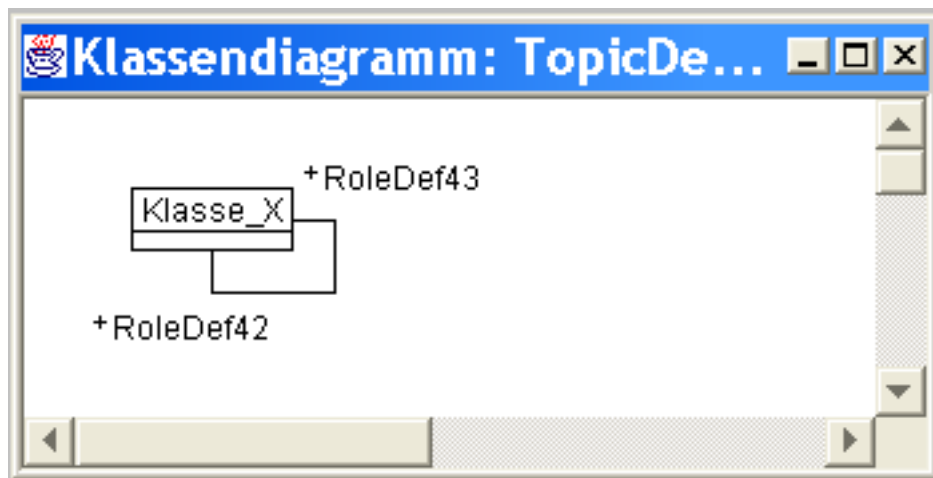 Klassendiagramm: TopicDe...
+RoleDef43
Klasse_X
+RoleDef42